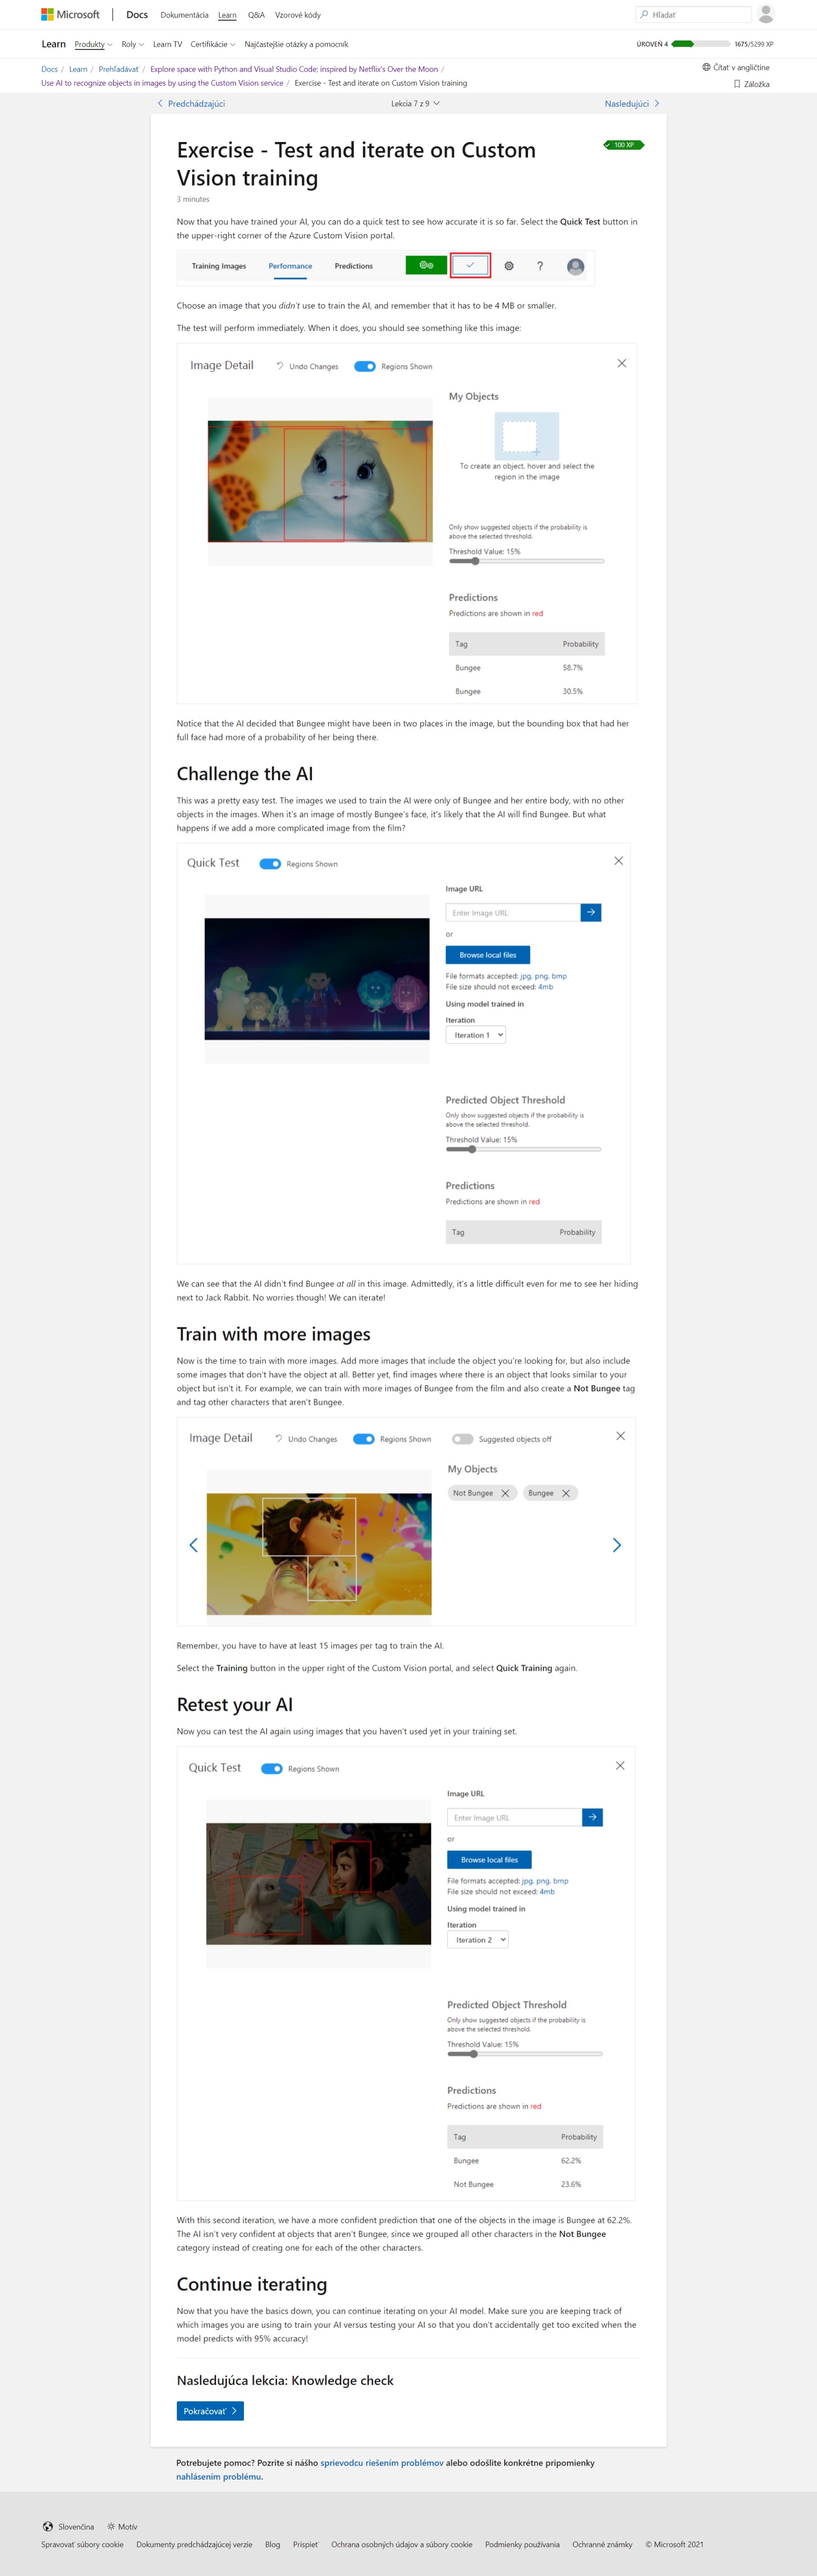 Microsoft | Docs Dokumentácia Learn Q&A Vzorové kódy Hľadať
Learn Produkty Roly Learn TV Certifikácie Najčastejšie otázky a pomocník ÚROVEŇ 4 1675/5299 XP
Docs / Learn / Prehľadávať / Explore space with Python and Visual Studio Code; inspired by Netflix's Over the Moon /
Use AI to recognize objects in images by using the Custom Vision service / Exercise - Test and iterate on Custom Vision training
Čítať v angličtine
Záložka
Predchádzajúci Lekcia 7 z 9 Nasledujúci
Exercise - Test and iterate on Custom
Vision training
100 XP
3 minutes
Now that you have trained your AI, you can do a quick test to see how accurate it is so far. Select the Quick Test button in
the upper-right corner of the Azure Custom Vision portal.
Training Images Performance Predictions ?
Choose an image that you didn't use to train the AI, and remember that it has to be 4 MB or smaller.
The test will perform immediately. When it does, you should see something like this image:
Image Detail Undo Changes Regions Shown
My Objects
To create an object, hover and select the
region in the image
Only show suggested objects if the probability is
above the selected threshold.
Threshold Value: 15%
Predictions
Predictions are shown in red
Tag Probability
Bungee 58.7%
Bungee 30.5%
Notice that the AI decided that Bungee might have been in two places in the image, but the bounding box that had her
full face had more of a probability of her being there.
Challenge the AI
This was a pretty easy test. The images we used to train the AI were only of Bungee and her entire body, with no other
objects in the images. When it's an image of mostly Bungee's face, it's likely that the AI will find Bungee. But what
happens if we add a more complicated image from the film?
Quick Test Regions Shown
Image URL
Enter Image URL
or
Browse local files
File formats accepted: jpg, png, bmp
File size should not exceed: 4mb
Using model trained in
Iteration
Iteration 1
Predicted Object Threshold
Only show suggested objects if the probability is
above the selected threshold.
Threshold Value: 15%
Predictions
Predictions are shown in red
Tag Probability
We can see that the AI didn't find Bungee at all in this image. Admittedly, it's a little difficult even for me to see her hiding
next to Jack Rabbit. No worries though! We can iterate!
Train with more images
Now is the time to train with more images. Add more images that include the object you're looking for, but also include
some images that don't have the object at all. Better yet, find images where there is an object that looks similar to your
object but isn't it. For example, we can train with more images of Bungee from the film and also create a Not Bungee tag
and tag other characters that aren't Bungee.
Image Detail Undo Changes Regions Shown Suggested objects off
My Objects
Not Bungee Bungee
Remember, you have to have at least 15 images per tag to train the AI.
Select the Training button in the upper right of the Custom Vision portal, and select Quick Training again.
Retest your AI
Now you can test the AI again using images that you haven't used yet in your training set.
Quick Test Regions Shown
Image URL
Enter Image URL
or
Browse local files
File formats accepted: jpg, png, bmp
File size should not exceed: 4mb
Using model trained in
Iteration
Iteration 2
Predicted Object Threshold
Only show suggested objects if the probability is
above the selected threshold.
Threshold Value: 15%
Predictions
Predictions are shown in red
Tag Probability
Bungee 62.2%
Not Bungee 23.6%
With this second iteration, we have a more confident prediction that one of the objects in the image is Bungee at 62.2%.
The AI isn't very confident at objects that aren't Bungee, since we grouped all other characters in the Not Bungee
category instead of creating one for each of the other characters.
Continue iterating
Now that you have the basics down, you can continue iterating on your AI model. Make sure you are keeping track of
which images you are using to train your AI versus testing your AI so that you don't accidentally get too excited when the
model predicts with 95% accuracy!
Nasledujúca lekcia: Knowledge check
Pokračovať
Potrebujete pomoc? Pozrite si nášho sprievodcu riešením problémov alebo odošlite konkrétne pripomienky
nahlásením problému.
Slovenčina Motív
Spravovať súbory cookie Dokumenty predchádzajúcej verzie Blog Prispieť Ochrana osobných údajov a súbory cookie Podmienky používania Ochranné známky © Microsoft 2021